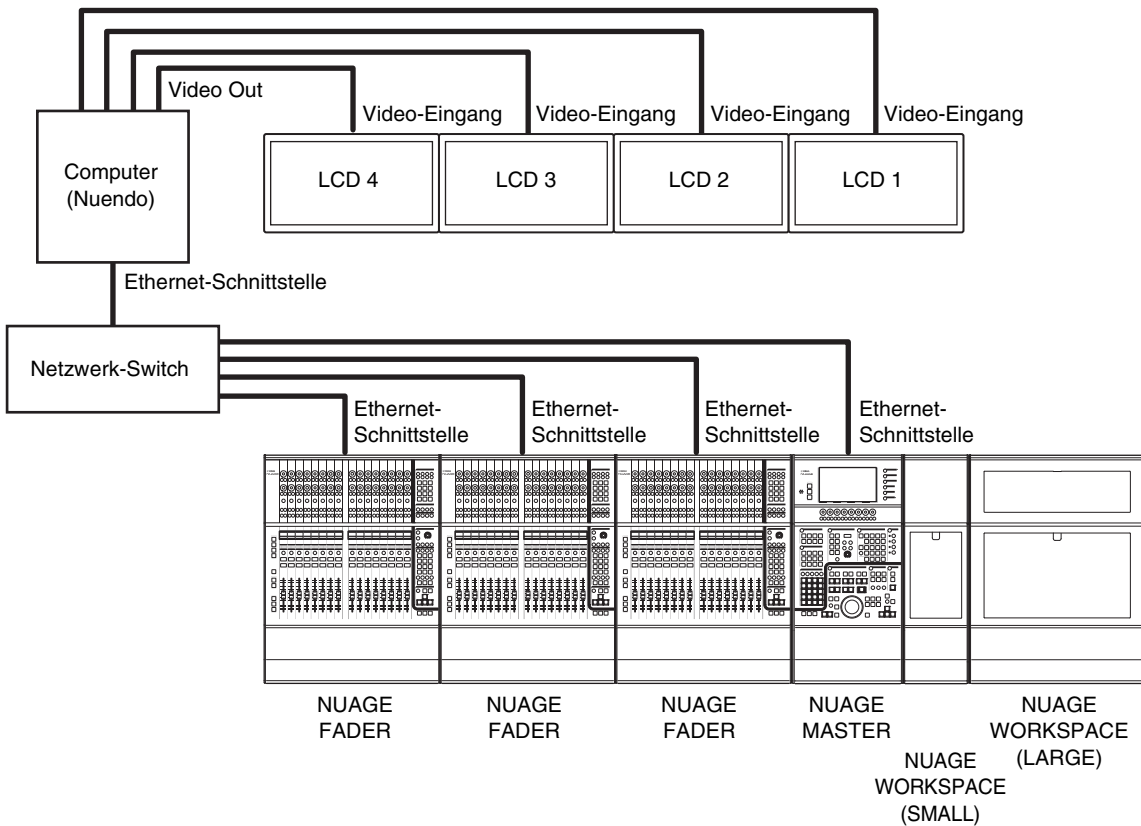 Video Out
Video-Eingang
Video-Eingang
Video-Eingang
Video-Eingang
Computer
(Nuendo)
LCD 4
LCD 3
LCD 2
LCD 1
Ethernet-Schnittstelle
Netzwerk-Switch
Ethernet-
Schnittstelle
Ethernet-
Schnittstelle
Ethernet-
Schnittstelle
Ethernet-
Schnittstelle
NUAGE
FADER
NUAGE
FADER
NUAGE
FADER
NUAGE
MASTER
NUAGE
WORKSPACE
(SMALL)
NUAGE
WORKSPACE
(LARGE)